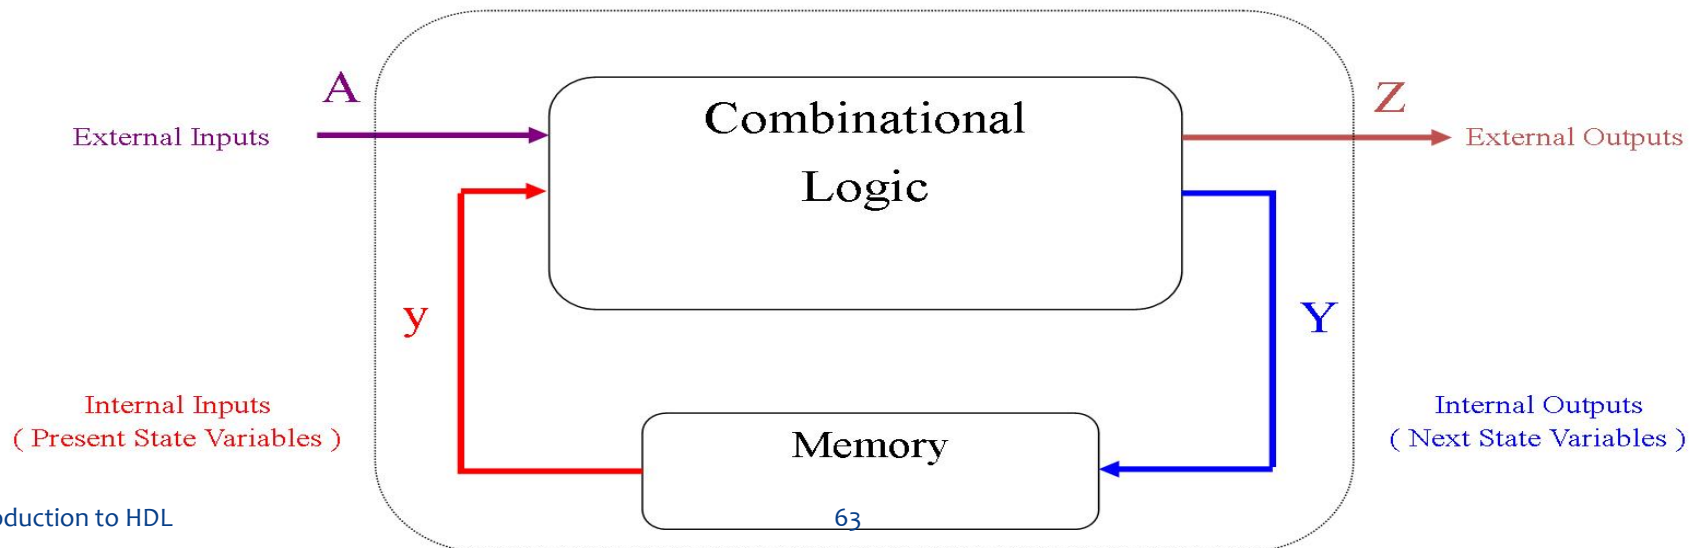 A
External Inputs
Combinational
Logic
Z
External Outputs
y
Y
Internal Inputs
( Present State Variables )
Internal Outputs
( Next State Variables )
Memory
oduction to HDL
63